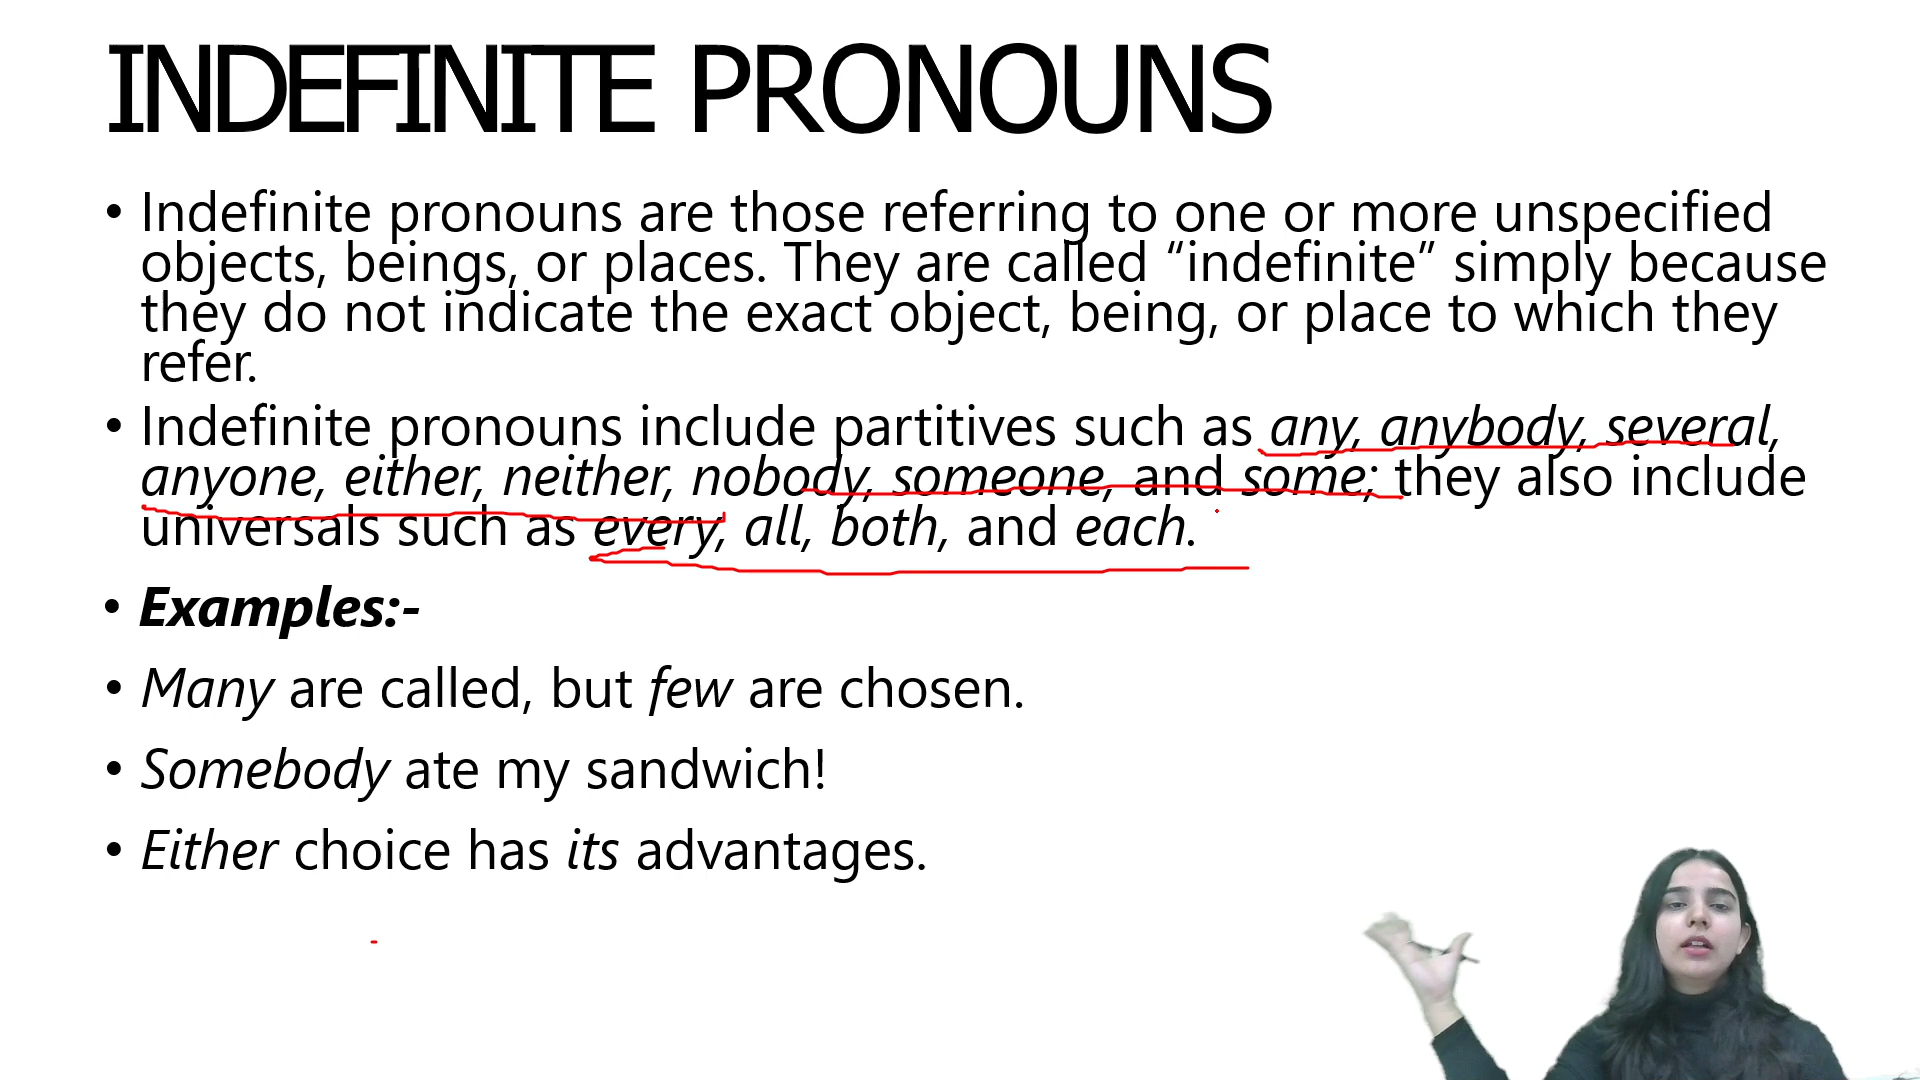 INDEFINITE PRONOUNS
• Indefinite pronouns are those referring to one or more unspecified
objects, beings, or places. They are called “indefinite” simply because
they do not indicate the exact object, being, or place to which they
refer.
• Indefinite pronouns include partitives such as any, anybody, several,
anyone, either, neither, nobody, someone, and some; they also include
universals such as every, all, both, and each.
• Examples:-
• Many are called, but few are chosen.
• Somebody ate my sandwich!
• Either choice has its advantages.